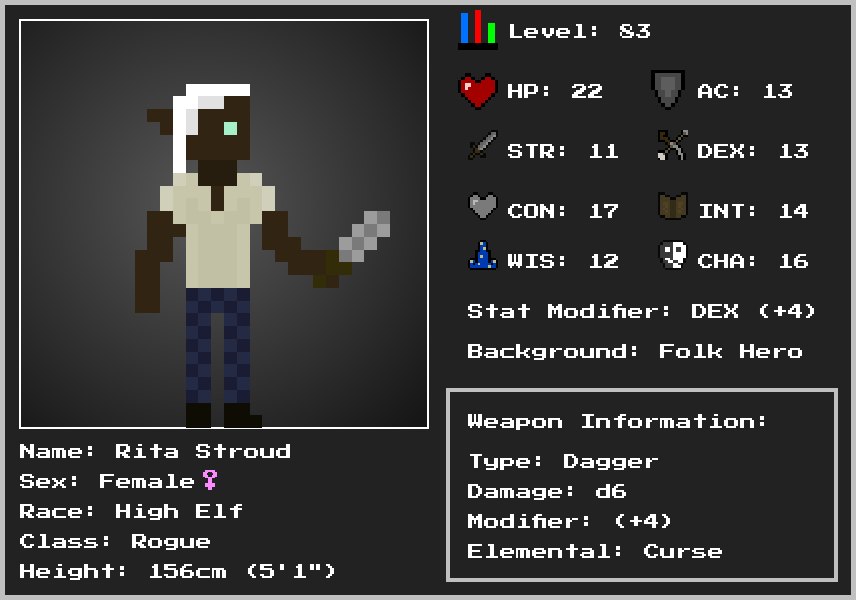 Level: 83
HP: 22 AC: 13
STR: 11 DEX: 13
CON: 17 INT: 14
WIS: 12 CHA: 16
Stat Modifier: DEX (+4)
Background: Folk Hero
Weapon Information:
Type: Dagger
Damage: d6
Modifier: (+4)
Elemental: Curse
Name: Rita Stroud
Sex: Female♀
Race: High Elf
Class: Rogue
Height: 156cm (5'1")